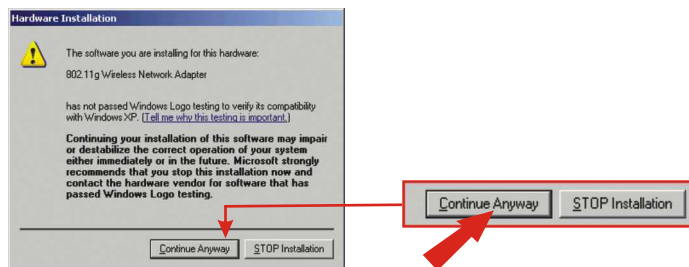 Hardware Installation
The software you are installing for this hardware:
802.11g Wireless Network Adapter
has not passed Windows Logo testing to verify its compatibility
with Windows XP. (Tell me why this testing is important.)
Continuing your installation of this software may impair
or destabilize the correct operation of your system
either immediately or in the future. Microsoft strongly
recommends that you stop this installation now and
contact the hardware vendor for software that has
passed Windows Logo testing.
Continue Anyway STOP Installation
Continue Anyway STOP Installation